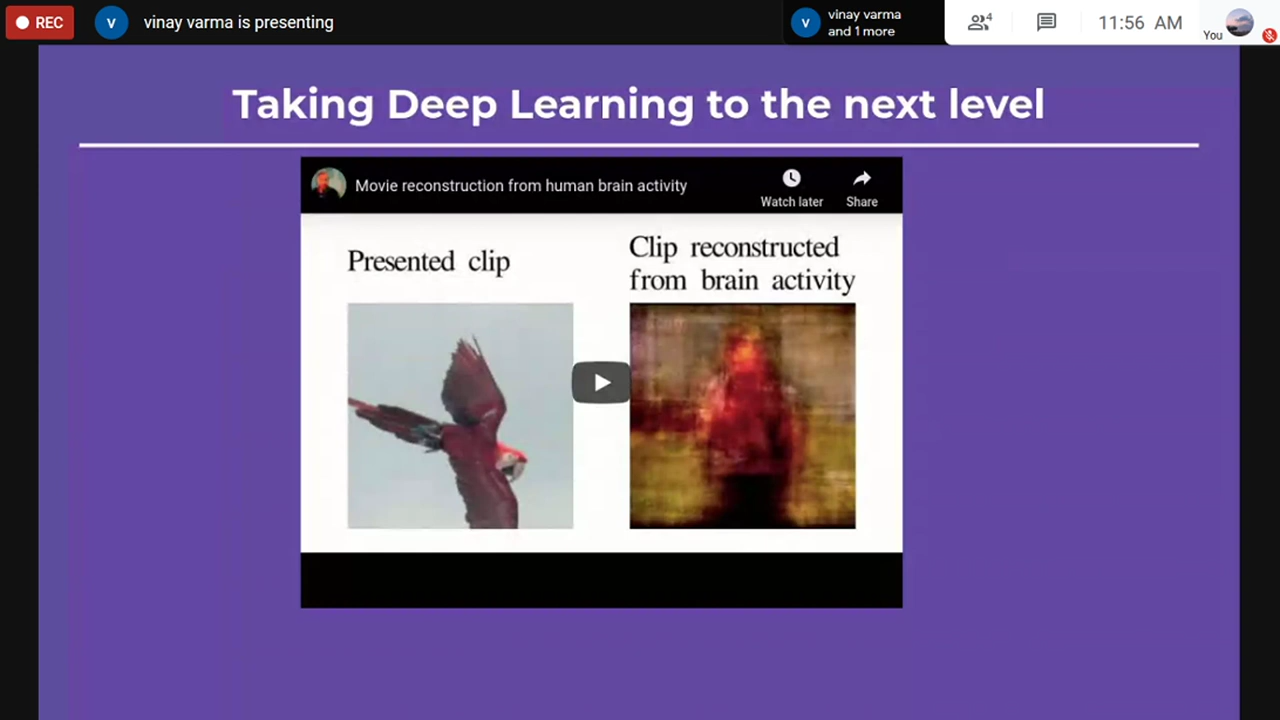 REC
v
vinay varma is presenting
v
vinay varma
and 1 more
4
11:56 AM
You
Taking Deep Learning to the next level
Movie reconstruction from human brain activity
Watch later
Share
Presented clip
Clip reconstructed
from brain activity